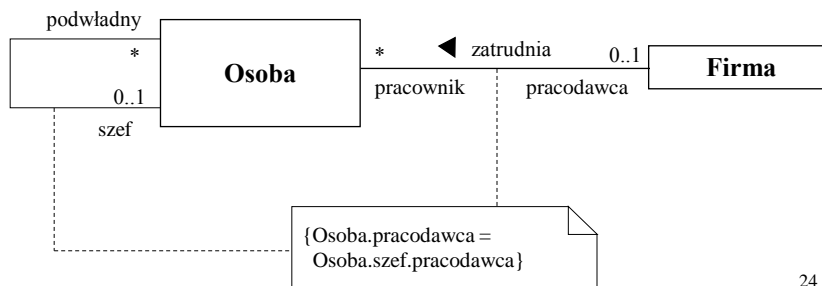 podwładny
*
Osoba
0..1
szef
* ◀ zatrudnia 0..1
pracownik pracodawca
Firma
{Osoba.pracodawca =
Osoba.szef.pracodawca}
24